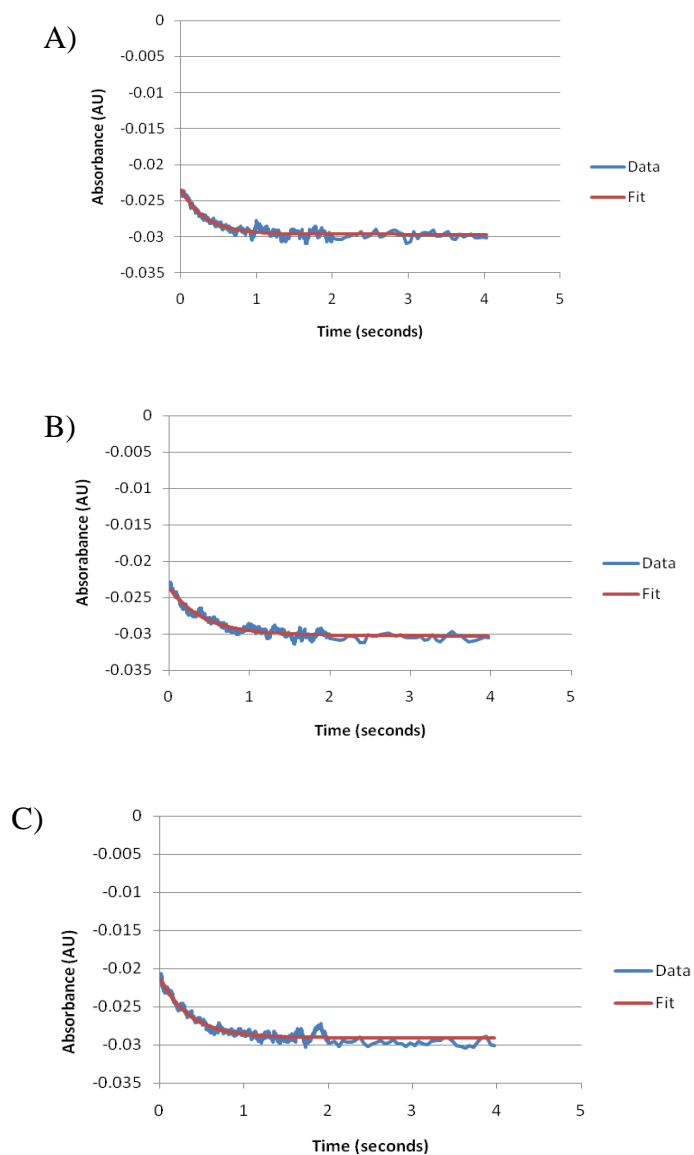 A)
0
-0.005
-0.01
-0.015
-0.02
-0.025
-0.03
-0.035
Absorbance (AU)
0 1 2 3 4 5
Time (seconds)
Data
Fit
B)
0
-0.005
-0.01
-0.015
-0.02
-0.025
-0.03
-0.035
Absorabance (AU)
0 1 2 3 4 5
Time (seconds)
Data
Fit
C)
0
-0.005
-0.01
-0.015
-0.02
-0.025
-0.03
-0.035
Absorbance (AU)
0 1 2 3 4 5
Time (seconds)
Data
Fit